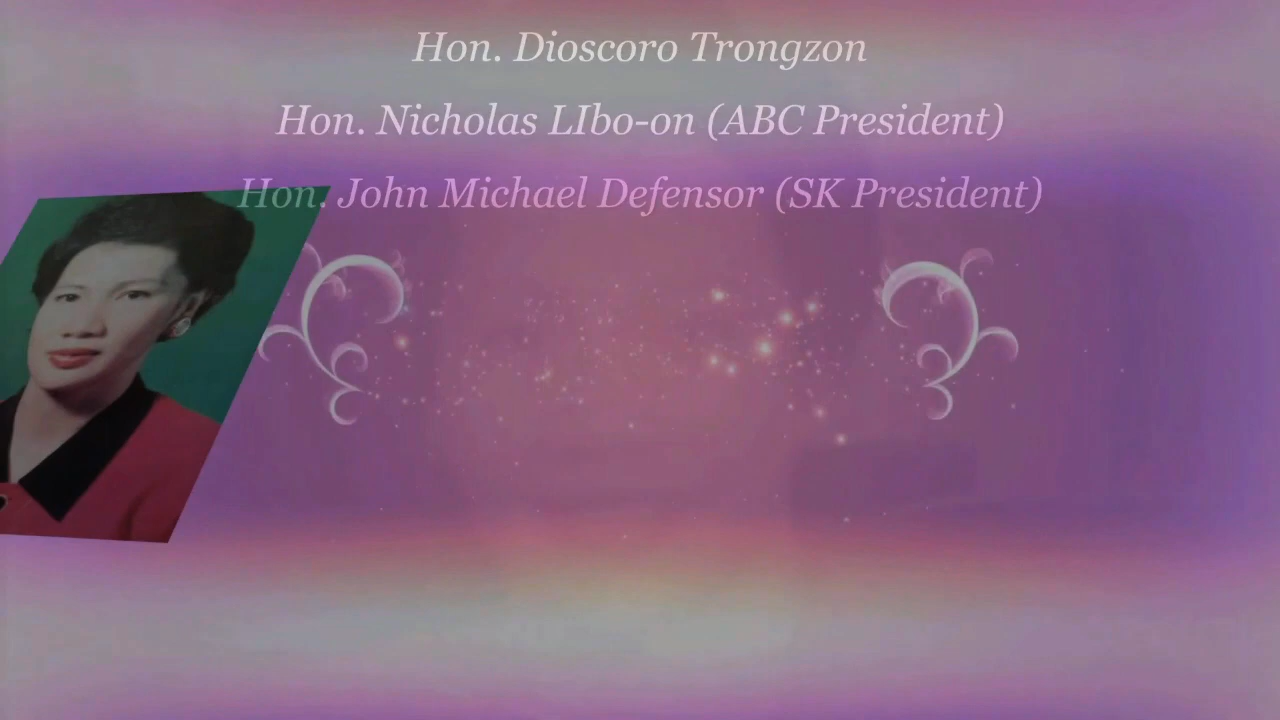 Hon. Dioscoro Trongzon
Hon. Nicholas LIbo-on (ABC President)
Hon. John Michael Defensor (SK President)